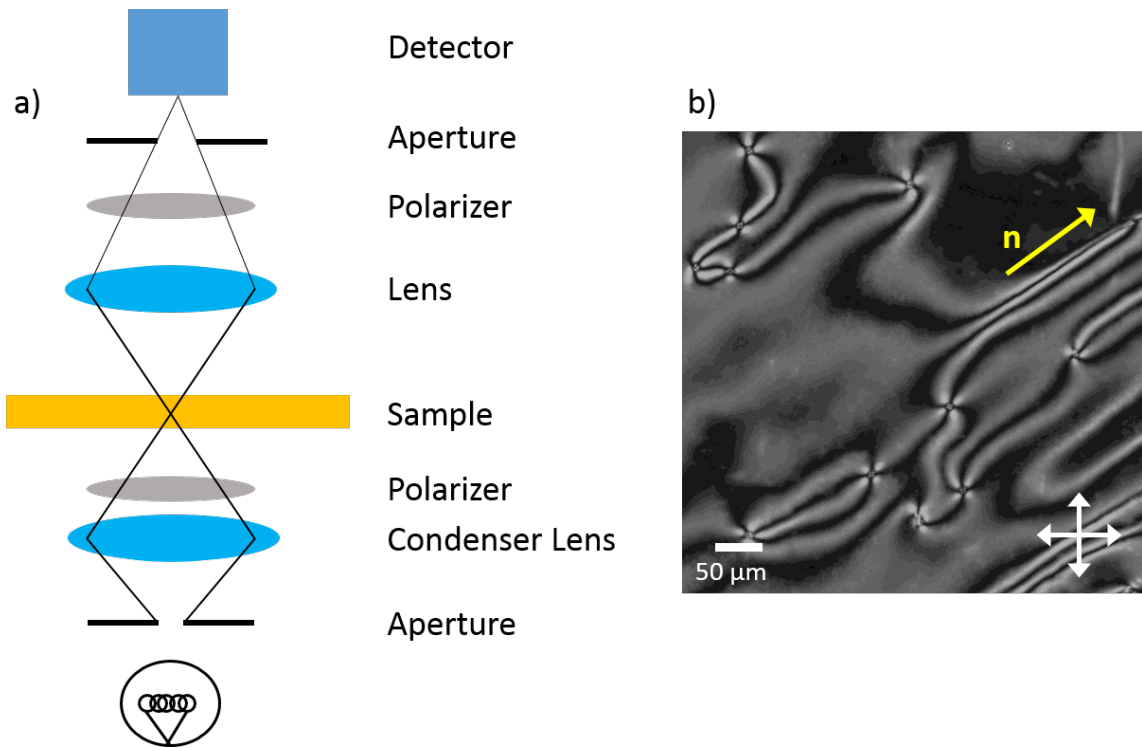 a)
Detector
Aperture
Polarizer
Lens
Sample
Polarizer
Condenser Lens
Aperture
b)
n
50 µm